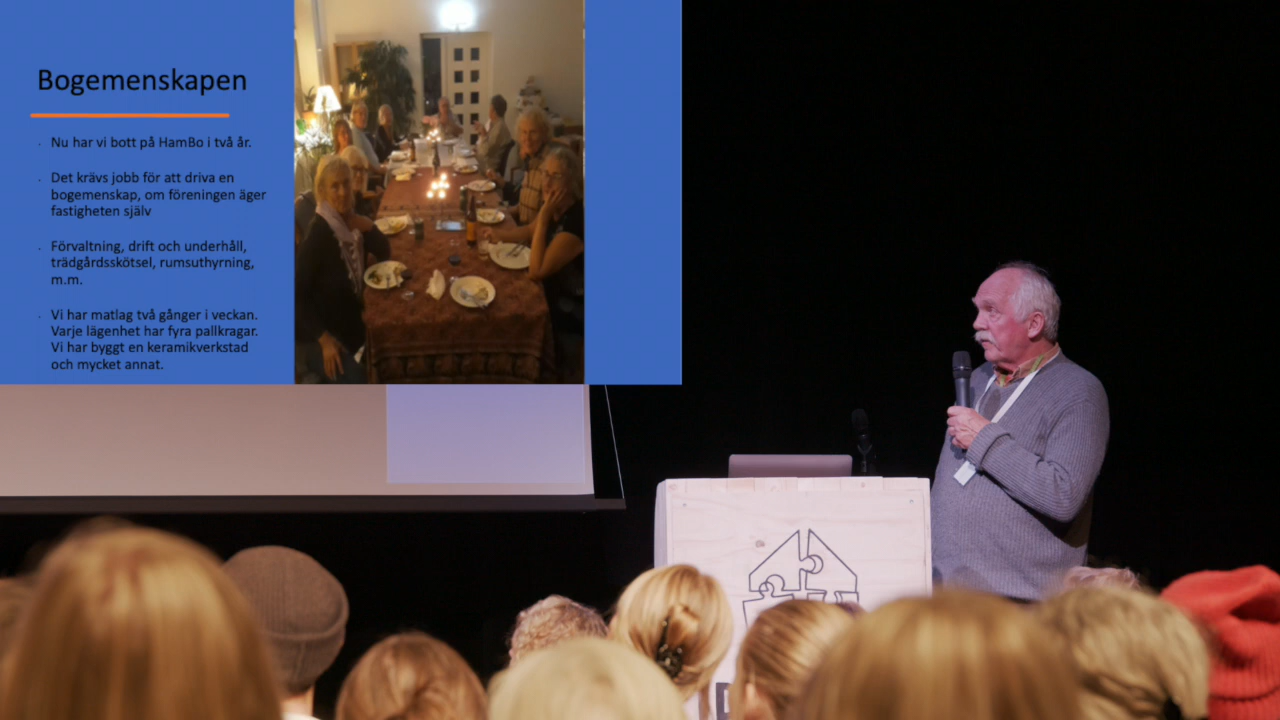 Bogemenskapen
Nu har vi bott på HamBo i två år.
Det krävs jobb för att driva en
bogemenskap, om föreningen äger
fastigheten själv
Förvaltning, drift och underhåll,
trädgårdsskötsel, rumsuthyrning,
m.m.
Vi har matlag två gånger i veckan.
Varje lägenhet har fyra pallkragar.
Vi har byggt en keramikverkstad
och mycket annat.